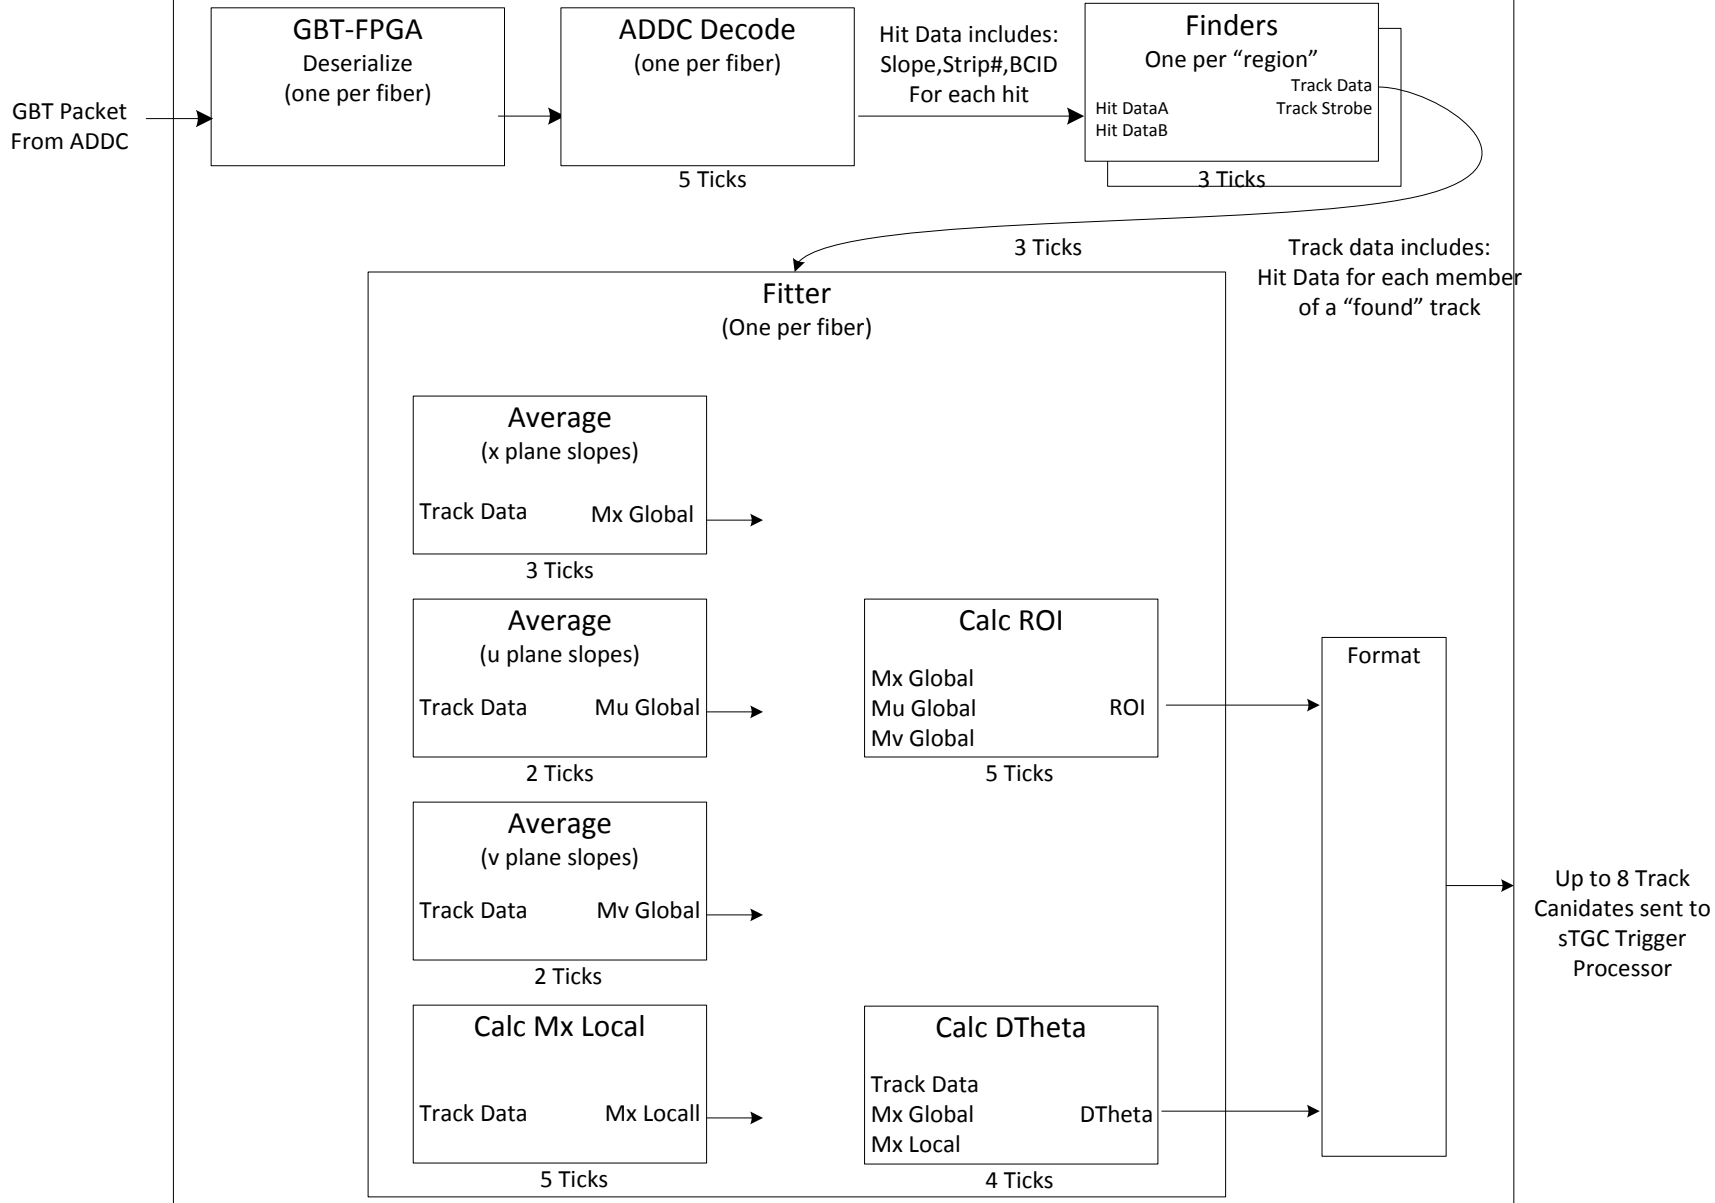 GBT Packet
From ADDC
GBT-FPGA
Deserialize
(one per fiber)
ADDC Decode
(one per fiber)
5 Ticks
Hit Data includes:
Slope,Strip#,BCID
For each hit
Finders
One per “region”
Track Data
Track Strobe
Hit DataA
Hit DataB
3 Ticks
3 Ticks
Track data includes:
Hit Data for each member
of a “found” track
Fitter
(One per fiber)
Average
(x plane slopes)
Track Data
Mx Global
3 Ticks
Average
(u plane slopes)
Track Data
Mu Global
2 Ticks
Average
(v plane slopes)
Track Data
Mv Global
2 Ticks
Calc Mx Local
Track Data
Mx Locall
5 Ticks
Calc ROI
Mx Global
Mu Global
Mv Global
ROI
5 Ticks
Calc DTheta
Track Data
Mx Global
Mx Local
DTheta
4 Ticks
Format
Up to 8 Track
Canidates sent to
sTGC Trigger
Processor